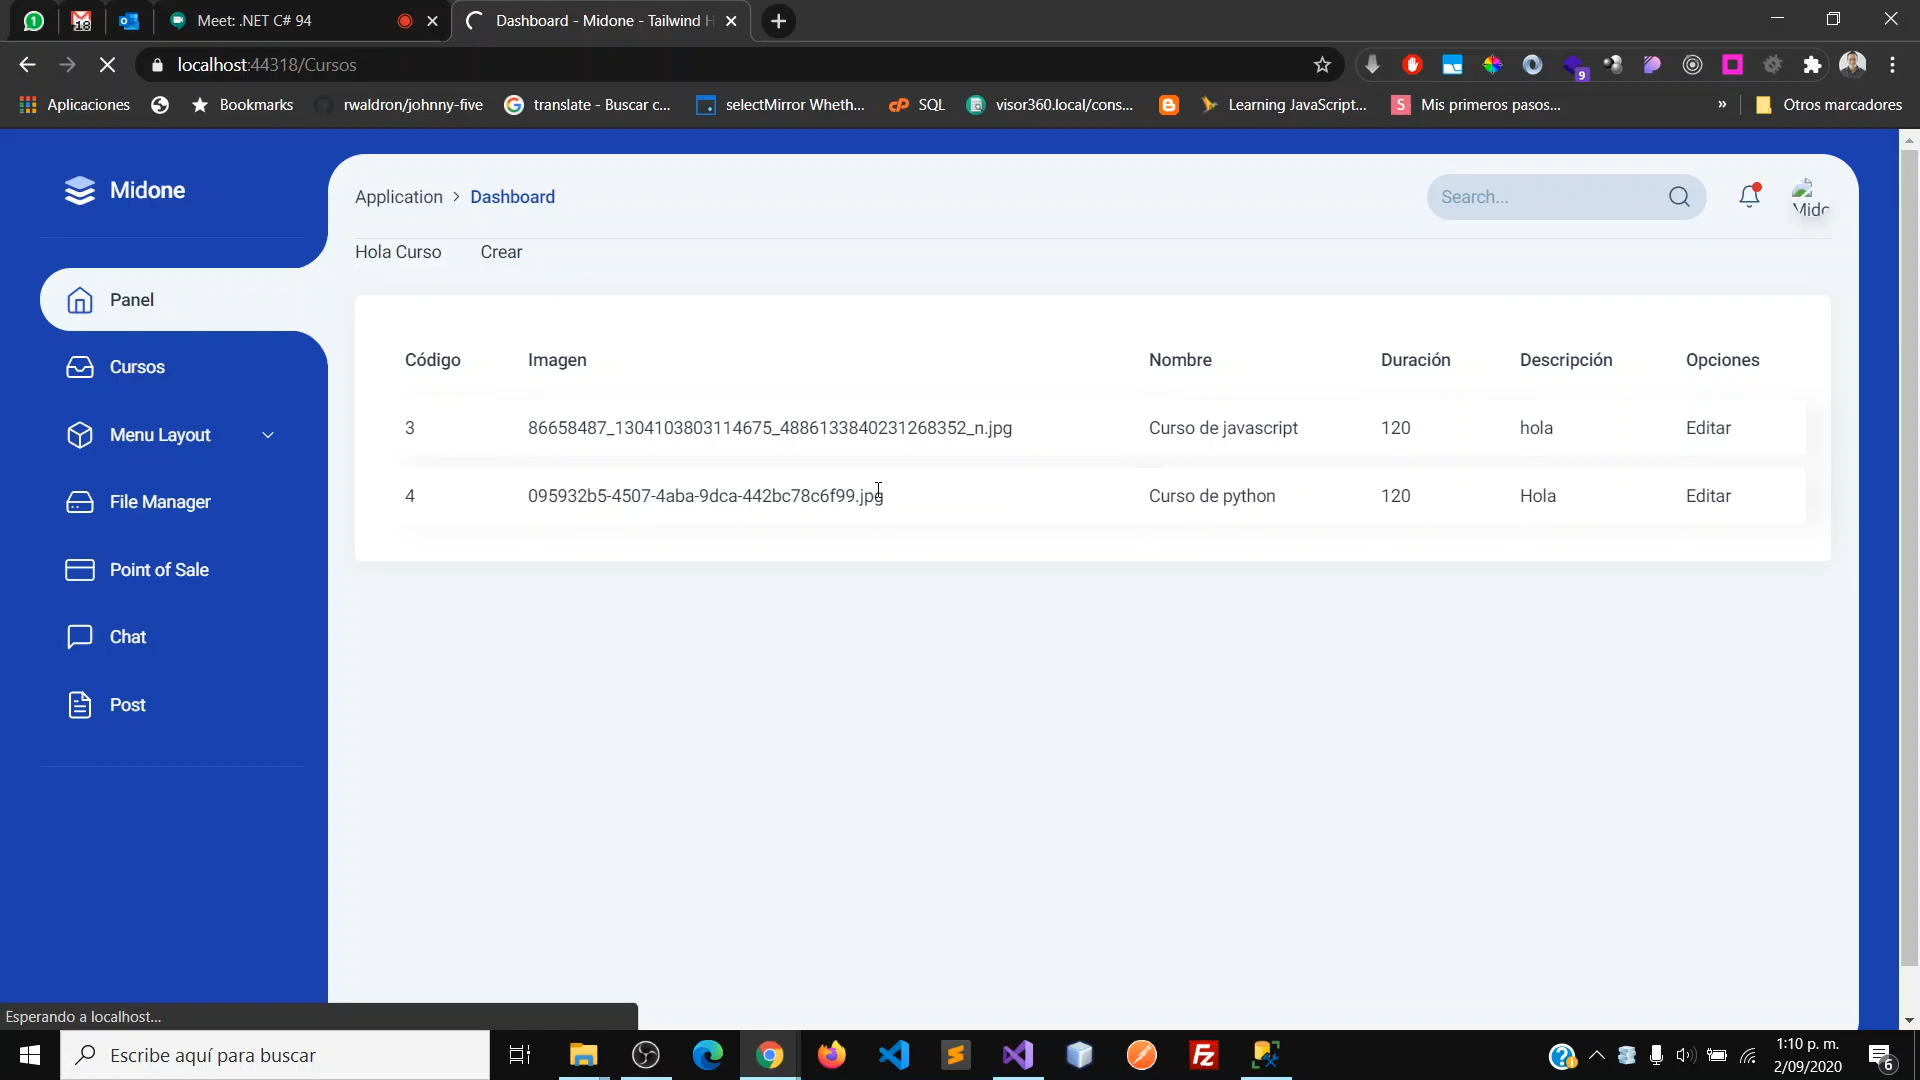 Meet: .NET C# 94
Dashboard - Midone - Tailwind H
localhost:44318/Cursos
9
Aplicaciones
Bookmarks
rwaldron/johnny-five
translate - Buscar c...
selectMirror Wheth...
SQL
visor360.local/cons...
Learning JavaScript...
Mis primeros pasos...
»
Otros marcadores
Midone
Application > Dashboard
Search...
Mido
Hola Curso
Crear
Panel
Cursos
Menu Layout
File Manager
Point of Sale
Chat
Post
Código Imagen Nombre Duración Descripción Opciones
3 86658487_1304103803114675_4886133840231268352_n.jpg Curso de javascript 120 hola Editar
4 095932b5-4507-4aba-9dca-442bc78c6f99.jpg Curso de python 120 Hola Editar
Esperando a localhost...
Escribe aquí para buscar
1:10 p. m.
2/09/2020
6